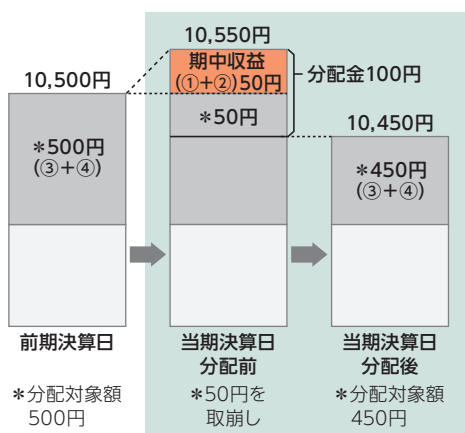 10,550円
期中収益
(①+②)50円
分配金100円
10,500円
＊50円
10,450円
＊500円
(③+④)
＊450円
(③+④)
前期決算日
当期決算日
分配前
当期決算日
分配後
＊分配対象額
500円
＊50円を
取崩し
＊分配対象額
450円